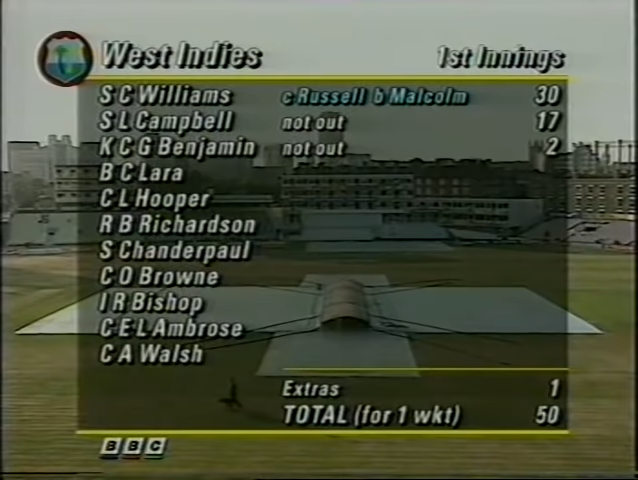 West Indies 1st Innings
S C Williams c Russell b Malcolm 30
S L Campbell not out 17
K C G Benjamin not out 2
B C Lara
C L Hooper
R B Richardson
S Chanderpaul
C O Browne
I R Bishop
C E L Ambrose
C A Walsh
Extras 1
TOTAL (for 1 wkt) 50
BBC